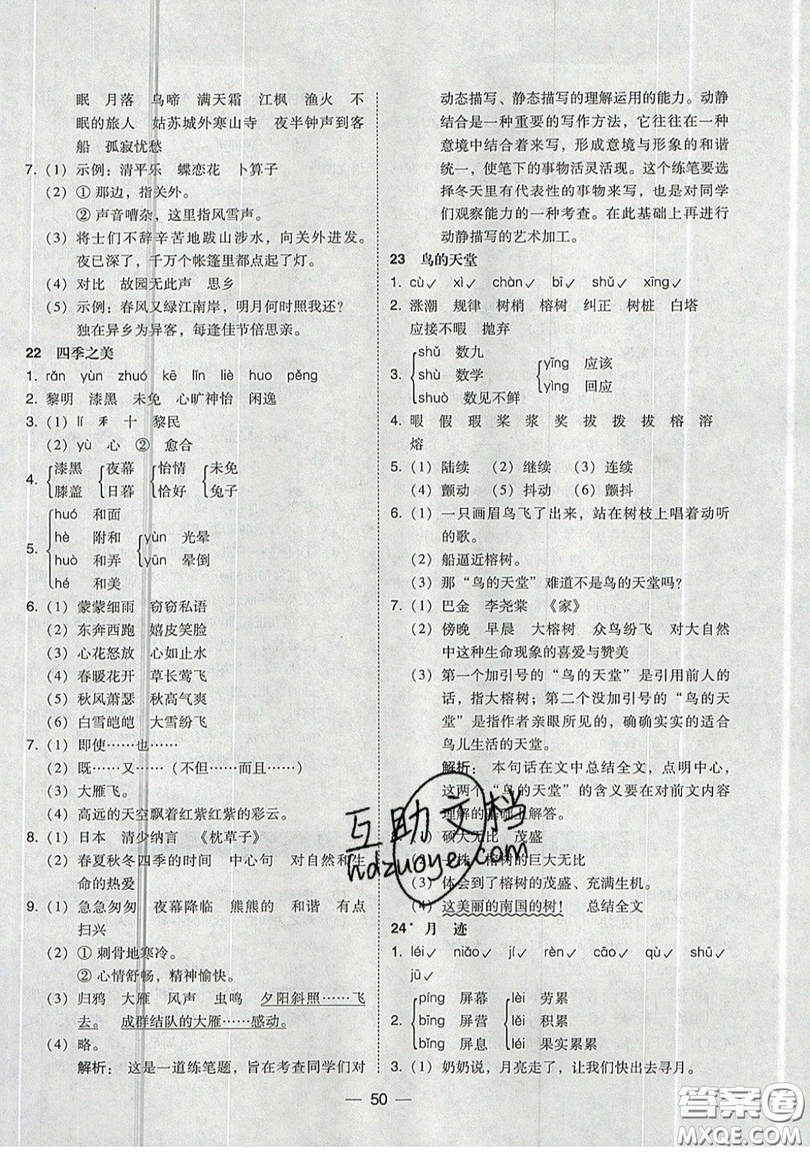 眠　月落　乌啼　满天霜　江枫　渔火　不
眠的旅人　姑苏城外寒山寺　夜半钟声到客
船　孤寂忧愁
7. (1) 示例：清平乐　蝶恋花　卜算子
(2) ① 那边，指关外。
② 声音嘈杂，这里指风雪声。
(3) 将士们不辞辛苦地跋山涉水，向关外进发。
夜已深了，千万个帐篷里都点起了灯。
(4) 对比　故园无此声　思乡
(5) 示例：春风又绿江南岸，明月何时照我还？
独在异乡为异客，每逢佳节倍思亲。
22　四季之美
1. rǎn　yùn　zhuó　kē　lǐn　liè　huo　pěng
2. 黎明　漆黑　未免　心旷神怡　闲逸
3. (1) lí　禾　十　黎民
(2) yù　心　②　愈合
4. 漆黑　夜幕　怡情　未免
膝盖　日暮　恰好　兔子
5. huó　和面
hè　附和　yùn　光晕
huò　和弄　yūn　晕倒
hé　和美
6. (1) 蒙蒙细雨　窃窃私语
(2) 东奔西跑　嬉皮笑脸
(3) 心花怒放　心如止水
(4) 春暖花开　草长莺飞
(5) 秋风萧瑟　秋高气爽
(6) 白雪皑皑　大雪纷飞
7. (1) 即使……也……
(2) 既……又……（不但……而且……）
(3) 大雁飞。
(4) 高远的天空飘着红紫红紫的彩云。
8. (1) 日本　清少纳言　《枕草子》
(2) 春夏秋冬四季的时间　中心句　对自然和生
命的热爱
9. (1) 急急匆匆　夜幕降临　熊熊的　和谐　有点
扫兴
(2) ① 刺骨地寒冷。
② 心情舒畅，精神愉快。
(3) 归鸦　大雁　风声　虫鸣　夕阳斜照……飞
去。　成群结队的大雁……感动。
(4) 略。
解析：　这是一道练笔题，旨在考查同学们对
动态描写、静态描写的理解运用的能力。动静
结合是一种重要的写作方法，它往往以在一种
意境中结合着来写，形成意境与形象的和谐
统一，使笔下的事物活灵活现。这个练笔要选
择冬天里有代表性的事物来写，也是对同学
们观察能力的一种考查。在此基础上再进行
动静描写的艺术加工。
23　鸟的天堂
1. cù✓　xì✓　chàn✓　bī✓　shǔ✓　xīng✓
2. 涨潮　规律　树梢　榕树　纠正　树桩　白塔
应接不暇　抛弃
3. shǔ　数九　yīng　应该
shù　数学　yìng　回应
shuò　数见不鲜
4. 暇　假　瑕　桨　浆　奖　拔　拨　拔　榕　溶
熔
5. (1) 陆续　(2) 继续　(3) 连续
(4) 颤动　(5) 抖动　(6) 颤抖
6. (1) 一只画眉鸟飞了出来，站在树枝上唱着动听
的歌。
(2) 船逼近榕树。
(3) 那“鸟的天堂”难道不是鸟的天堂吗？
7. (1) 巴金　李尧棠　《家》
(2) 傍晚　早晨　大榕树　众鸟纷飞　对大自然
中这种生命现象的喜爱与赞美
(3) 第一个加引号的“鸟的天堂”是引用前人的
话，指大榕树；第二个没加引号的“鸟的天
堂”是指作者亲眼所见的，确确实实的适合
鸟儿生活的天堂。
解析：　本句话在文中总结全文，点明中心，
这两个“鸟的天堂”的含义要在对前文内容
理解的基础上解答。
8. (1) 硕大无比　茂盛
(2) 一株　榕树的巨大无比
(3) 体会到了榕树的茂盛、充满生机。
(4) 这美丽的南国的树！　总结全文
24*　月　迹
1. léi✓　niǎo✓　jí✓　rèn✓　cāo✓　qù✓　shū✓
jū✓
2. píng　屏幕　lèi　劳累
bīng　屏营　lěi　积累
bǐng　屏息　léi　果实累累
3. (1) 奶奶说，月亮走了，让我们快出去寻月。
— 50 —
互助文档
hdzuoye.com
答案圈
MXQE.COM